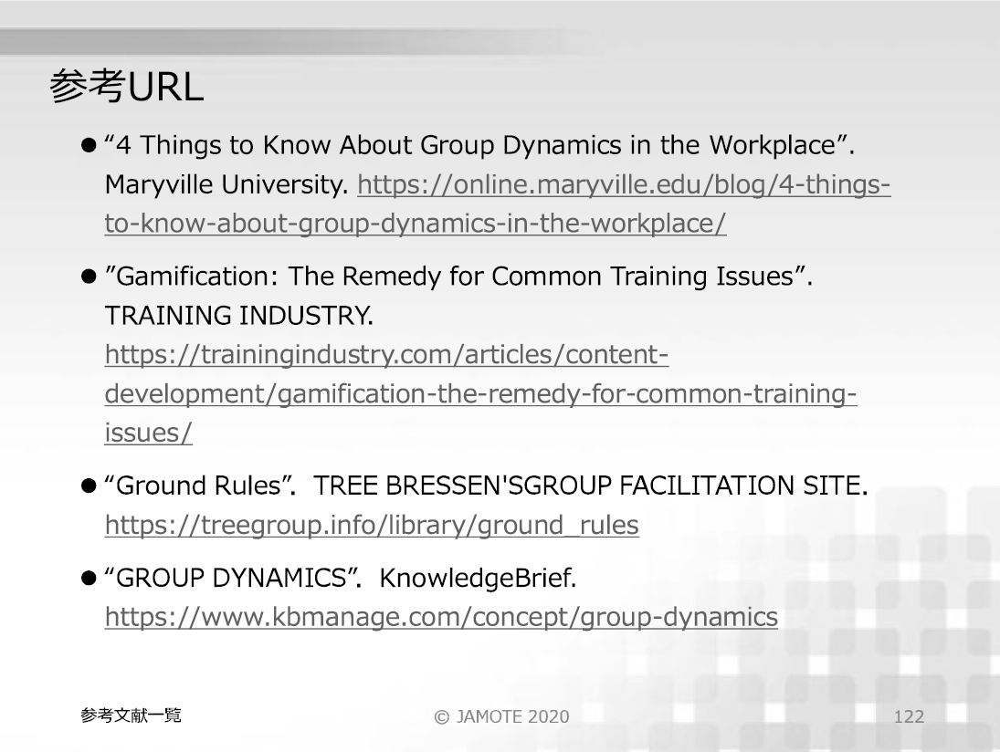 参考URL
● “4 Things to Know About Group Dynamics in the Workplace”.
Maryville University. https://online.maryville.edu/blog/4-things-
to-know-about-group-dynamics-in-the-workplace/
● ”Gamification: The Remedy for Common Training Issues”.
TRAINING INDUSTRY.
https://trainingindustry.com/articles/content-
development/gamification-the-remedy-for-common-training-
issues/
● “Ground Rules”.  TREE BRESSEN'SGROUP FACILITATION SITE.
https://treegroup.info/library/ground_rules
● “GROUP DYNAMICS”.  KnowledgeBrief.
https://www.kbmanage.com/concept/group-dynamics
参考文献一覧
© JAMOTE 2020
122